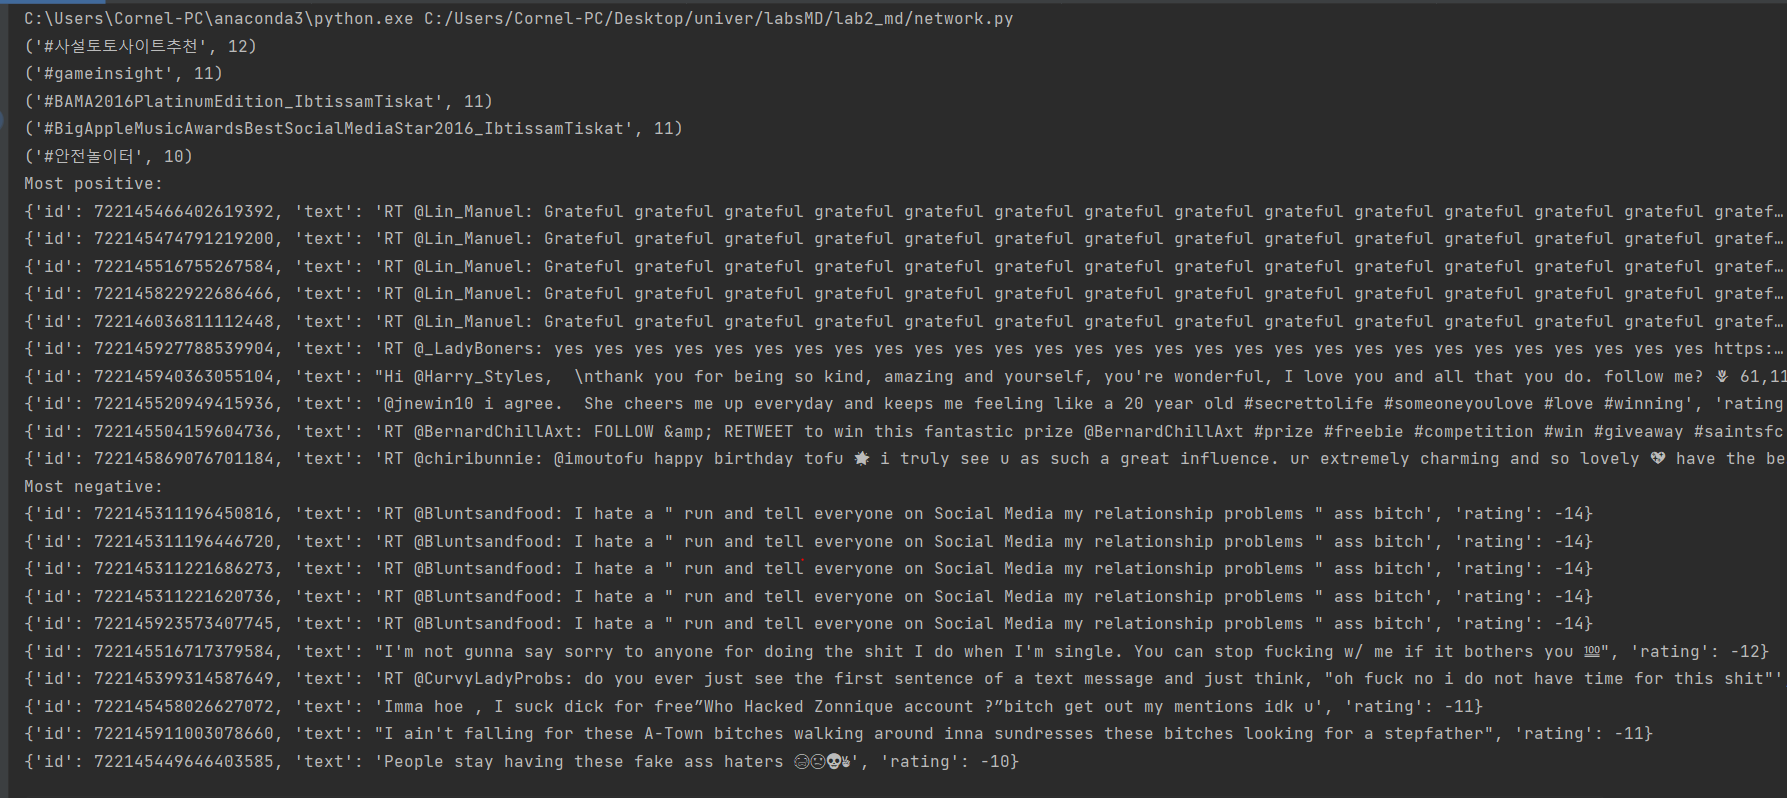 C:\Users\Cornel-PC\anaconda3\python.exe C:/Users/Cornel-PC/Desktop/univer/labsMD/lab2_md/network.py
('#사설토토사이트추천', 12)
('#gameinsight', 11)
('#BAMA2016PlatinumEdition_IbtissamTiskat', 11)
('#BigAppleMusicAwardsBestSocialMediaStar2016_IbtissamTiskat', 11)
('#안전놀이터', 10)
Most positive:
{'id': 722145466402619392, 'text': 'RT @Lin_Manuel: Grateful grateful grateful grateful grateful grateful grateful grateful grateful grateful grateful grateful grateful gratef…
{'id': 722145474791219200, 'text': 'RT @Lin_Manuel: Grateful grateful grateful grateful grateful grateful grateful grateful grateful grateful grateful grateful grateful gratef…
{'id': 722145516755267584, 'text': 'RT @Lin_Manuel: Grateful grateful grateful grateful grateful grateful grateful grateful grateful grateful grateful grateful grateful gratef…
{'id': 722145822922686466, 'text': 'RT @Lin_Manuel: Grateful grateful grateful grateful grateful grateful grateful grateful grateful grateful grateful grateful grateful gratef…
{'id': 722146036811112448, 'text': 'RT @Lin_Manuel: Grateful grateful grateful grateful grateful grateful grateful grateful grateful grateful grateful grateful grateful gratef…
{'id': 722145927788539904, 'text': 'RT @_LadyBoners: yes yes yes yes yes yes yes yes yes yes yes yes yes yes yes yes yes yes yes yes yes yes yes yes yes yes yes yes yes https:…
{'id': 722145940363055104, 'text': "Hi @Harry_Styles,  \nthank you for being so kind, amazing and yourself, you're wonderful, I love you and all that you do. follow me? ⚘ 61,11
{'id': 722145520949415936, 'text': '@jnewin10 i agree.  She cheers me up everyday and keeps me feeling like a 20 year old #secrettolife #someoneyoulove #love #winning', 'rating
{'id': 722145504159604736, 'text': 'RT @BernardChillAxt: FOLLOW &amp; RETWEET to win this fantastic prize @BernardChillAxt #prize #freebie #competition #win #giveaway #saintsfc
{'id': 722145869076701184, 'text': 'RT @chiribunnie: @imoutofu happy birthday tofu 🌟 i truly see u as such a great influence. ur extremely charming and so lovely 💖 have the be
Most negative:
{'id': 722145311196450816, 'text': 'RT @Bluntsandfood: I hate a " run and tell everyone on Social Media my relationship problems " ass bitch', 'rating': -14}
{'id': 722145311196446720, 'text': 'RT @Bluntsandfood: I hate a " run and tell everyone on Social Media my relationship problems " ass bitch', 'rating': -14}
{'id': 722145311221686273, 'text': 'RT @Bluntsandfood: I hate a " run and tell everyone on Social Media my relationship problems " ass bitch', 'rating': -14}
{'id': 722145311221620736, 'text': 'RT @Bluntsandfood: I hate a " run and tell everyone on Social Media my relationship problems " ass bitch', 'rating': -14}
{'id': 722145923573407745, 'text': 'RT @Bluntsandfood: I hate a " run and tell everyone on Social Media my relationship problems " ass bitch', 'rating': -14}
{'id': 722145516717379584, 'text': "I'm not gunna say sorry to anyone for doing the shit I do when I'm single. You can stop fucking w/ me if it bothers you 💯", 'rating': -12}
{'id': 722145399314587649, 'text': 'RT @CurvyLadyProbs: do you ever just see the first sentence of a text message and just think, "oh fuck no i do not have time for this shit"'
{'id': 722145458026627072, 'text': 'Imma hoe , I suck dick for free”Who Hacked Zonnique account ?”bitch get out my mentions idk u', 'rating': -11}
{'id': 722145911003078660, 'text': "I ain't falling for these A-Town bitches walking around inna sundresses these bitches looking for a stepfather", 'rating': -11}
{'id': 722145449646403585, 'text': 'People stay having these fake ass haters 😂', 'rating': -10}